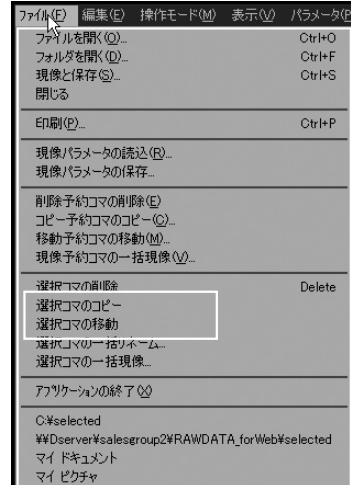 ファイル(F) 編集(E) 操作モード(M) 表示(V) パラメータ(P
ファイルを開く(O)... Ctrl+O
フォルダを開く(D)... Ctrl+F
現像と保存(S)... Ctrl+S
閉じる
印刷(P)... Ctrl+P
現像パラメータの読込(R)...
現像パラメータの保存...
削除予約コマの削除(E)
コピー予約コマのコピー(C)...
移動予約コマの移動(M)...
現像予約コマの一括現像(V)...
選択コマの削除 Delete
選択コマのコピー
選択コマの移動
選択コマの一括リネーム...
選択コマの一括現像...
アプリケーションの終了(X)
C:¥selected
¥¥Dserver¥salesgroup2¥RAWDATA_forWeb¥selected
マイ ドキュメント
マイ ピクチャ